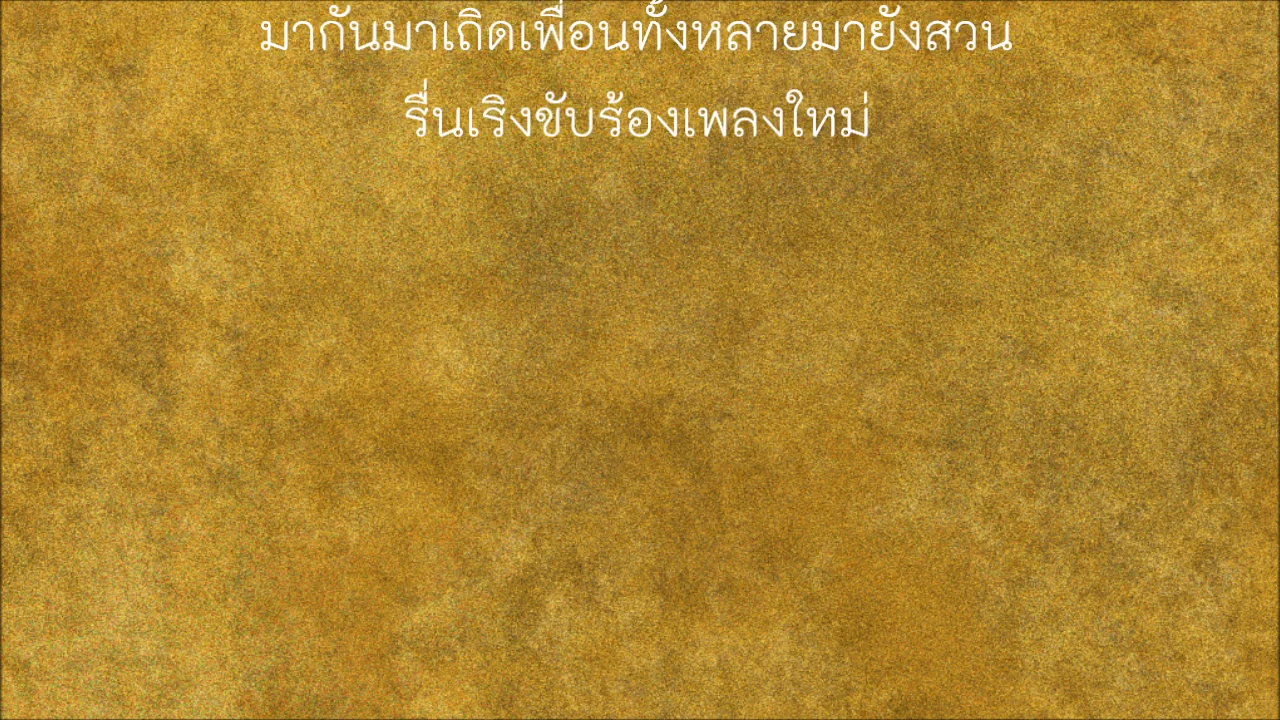 มากันมาเถิดเพื่อนทั้งหลายมายังสวน
รื่นเริงขับร้องเพลงใหม่